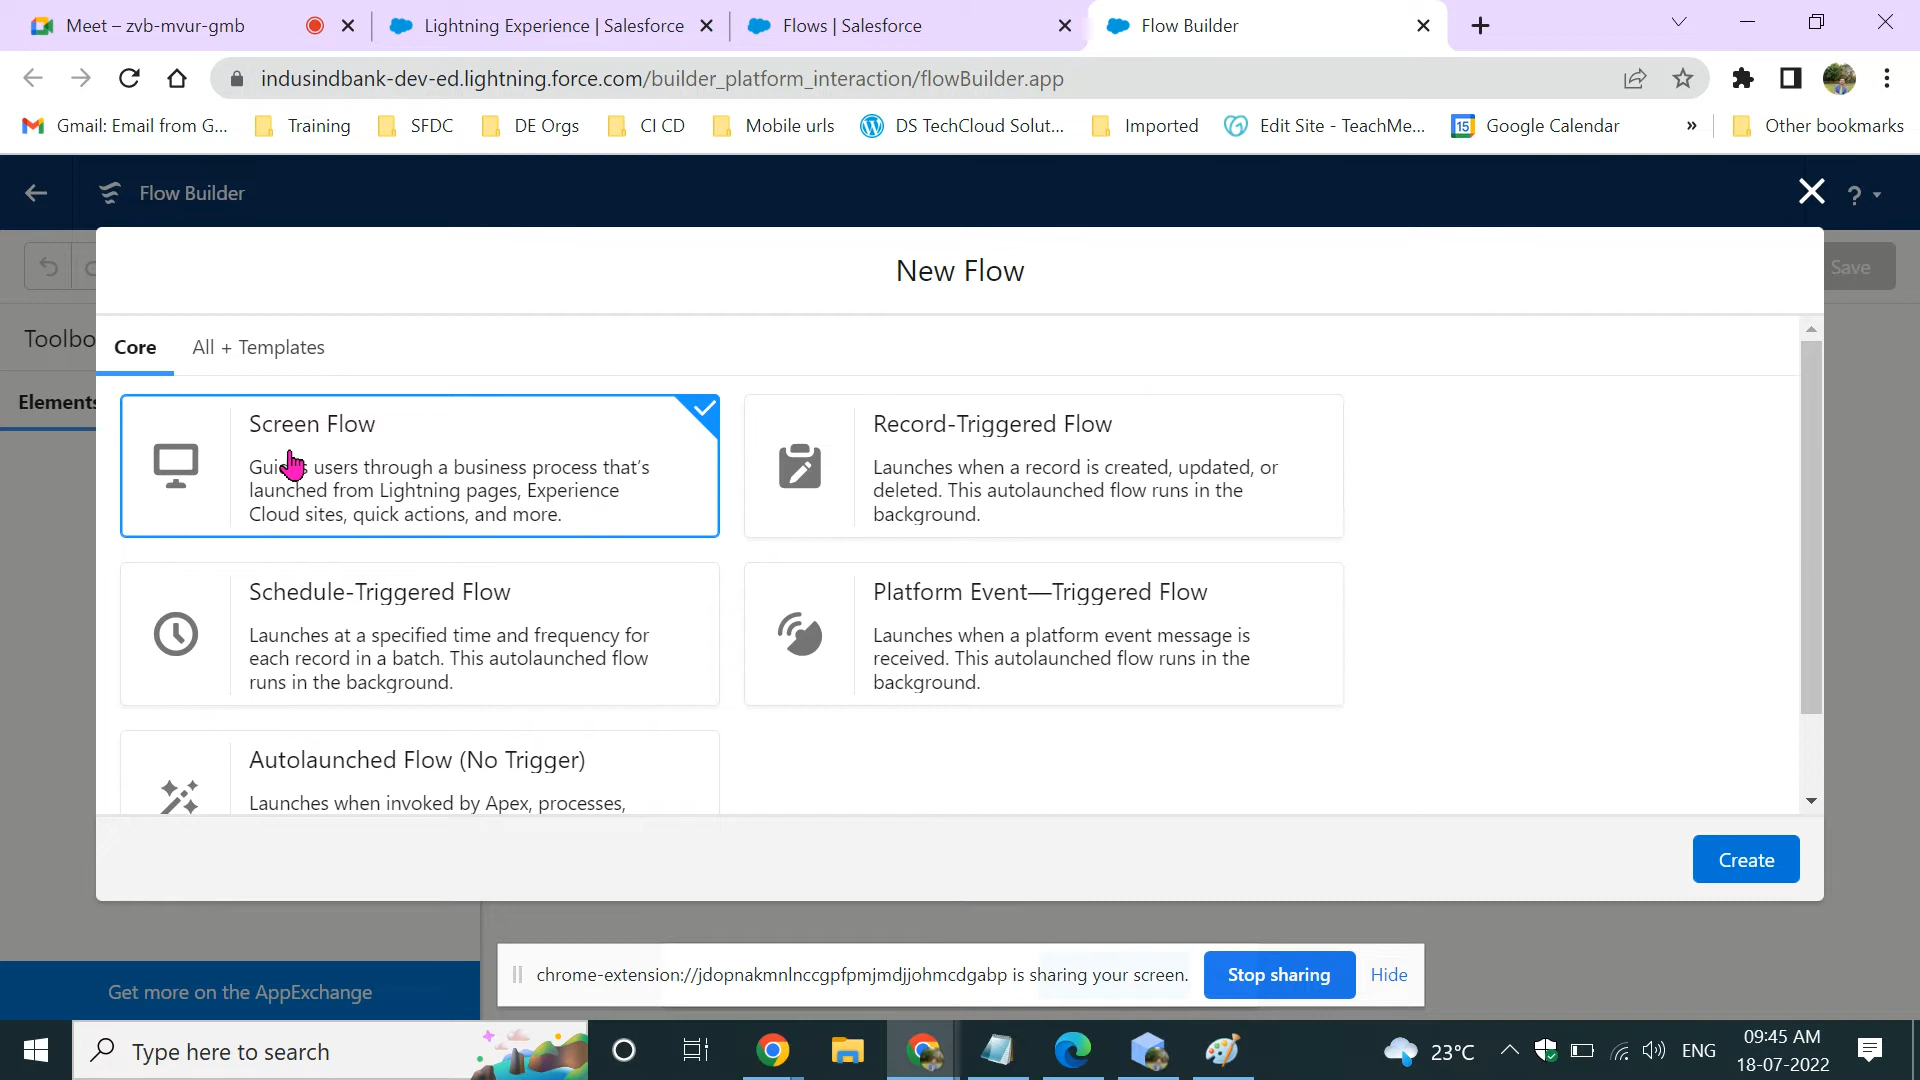 Meet – zvb-mvur-gmb
Lightning Experience | Salesforce
Flows | Salesforce
Flow Builder
indusindbank-dev-ed.lightning.force.com/builder_platform_interaction/flowBuilder.app
Gmail: Email from G...
Training
SFDC
DE Orgs
CI CD
Mobile urls
DS TechCloud Solut...
Imported
Edit Site - TeachMe...
15
Google Calendar
»
Other bookmarks
Flow Builder
?
Save
New Flow
Toolbo
Core
All + Templates
Elements
Screen Flow
users through a business process that's
launched from Lightning pages, Experience
Cloud sites, quick actions, and more.
Record-Triggered Flow
Launches when a record is created, updated, or
deleted. This autolaunched flow runs in the
background.
Schedule-Triggered Flow
Launches at a specified time and frequency for
each record in a batch. This autolaunched flow
runs in the background.
Platform Event—Triggered Flow
Launches when a platform event message is
received. This autolaunched flow runs in the
background.
Autolaunched Flow (No Trigger)
Launches when invoked by Apex, processes,
Create
chrome-extension://jdopnakmnlnccgpfpmjmdjjohmcdgabp is sharing your screen.
Stop sharing
Hide
Get more on the AppExchange
Type here to search
23°C
ENG
09:45 AM
18-07-2022